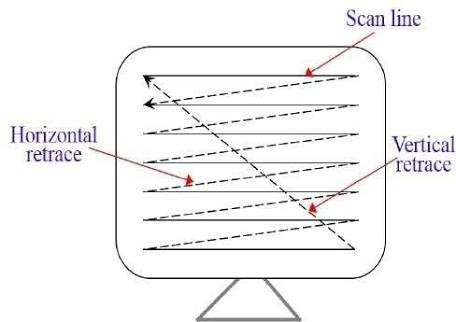 Scan line
Horizontal
retrace
Vertical
retrace